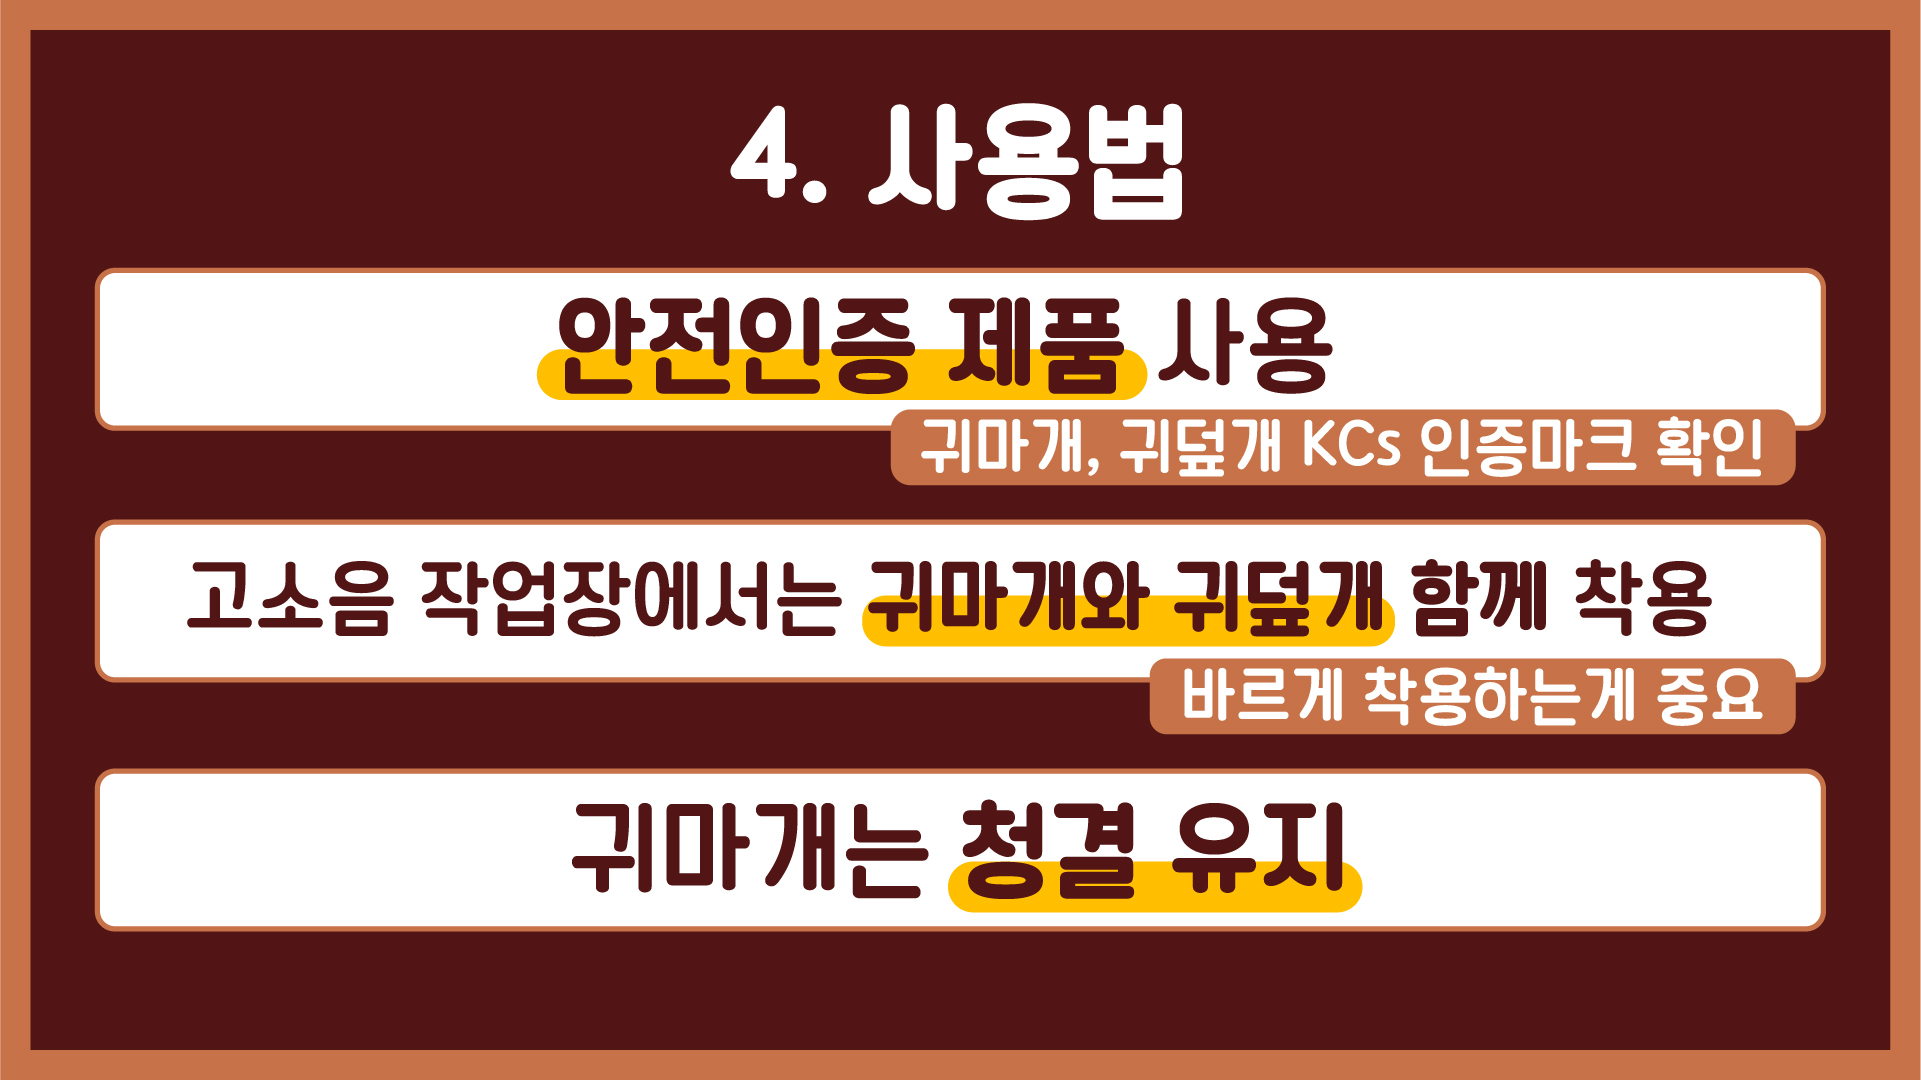 4. 사용법
안전인증 제품 사용
귀마개, 귀덮개 KCs 인증마크 확인
고소음 작업장에서는 귀마개와 귀덮개 함께 착용
바르게 착용하는게 중요
귀마개는 청결 유지